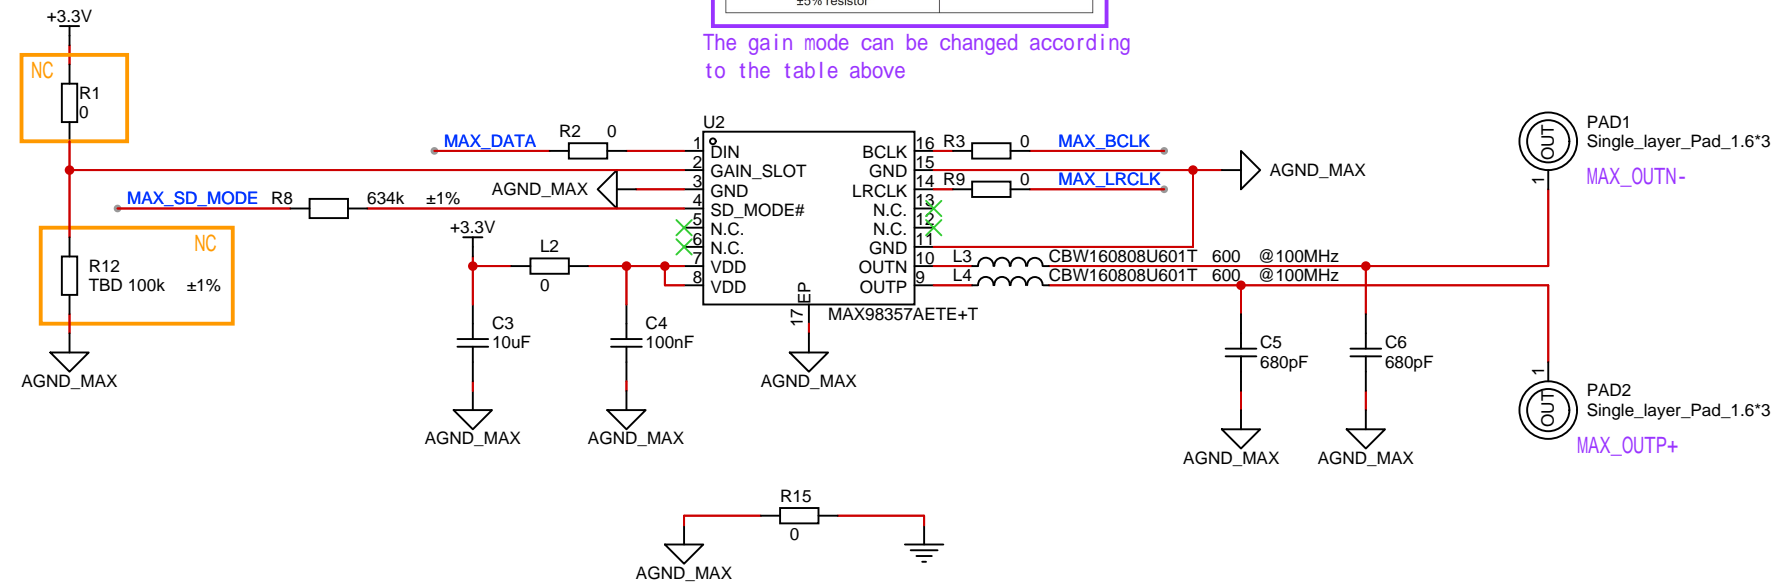 ±5% resistor
The gain mode can be changed according
to the table above
+3.3V
NC
R1
0
MAX_DATA
R2
0
MAX_SD_MODE
R8
634k
±1%
AGND_MAX
NC
R12
TBD 100k
±1%
AGND_MAX
+3.3V
L2
0
C3
10uF
C4
100nF
AGND_MAX
AGND_MAX
U2
1
DIN
2
GAIN_SLOT
3
GND
4
SD_MODE#
5
N.C.
6
N.C.
7
VDD
8
VDD
16
BCLK
15
GND
14
LRCLK
13
N.C.
12
N.C.
11
GND
10
OUTN
9
OUTP
17
EP
MAX98357AETE+T
AGND_MAX
R3
0
MAX_BCLK
R9
0
MAX_LRCLK
AGND_MAX
L3
CBW160808U601T
600
@100MHz
L4
CBW160808U601T
600
@100MHz
C5
680pF
C6
680pF
AGND_MAX
AGND_MAX
OUT
1
PAD1
Single_layer_Pad_1.6*3
MAX_OUTN-
1
OUT
PAD2
Single_layer_Pad_1.6*3
MAX_OUTP+
R15
0
AGND_MAX